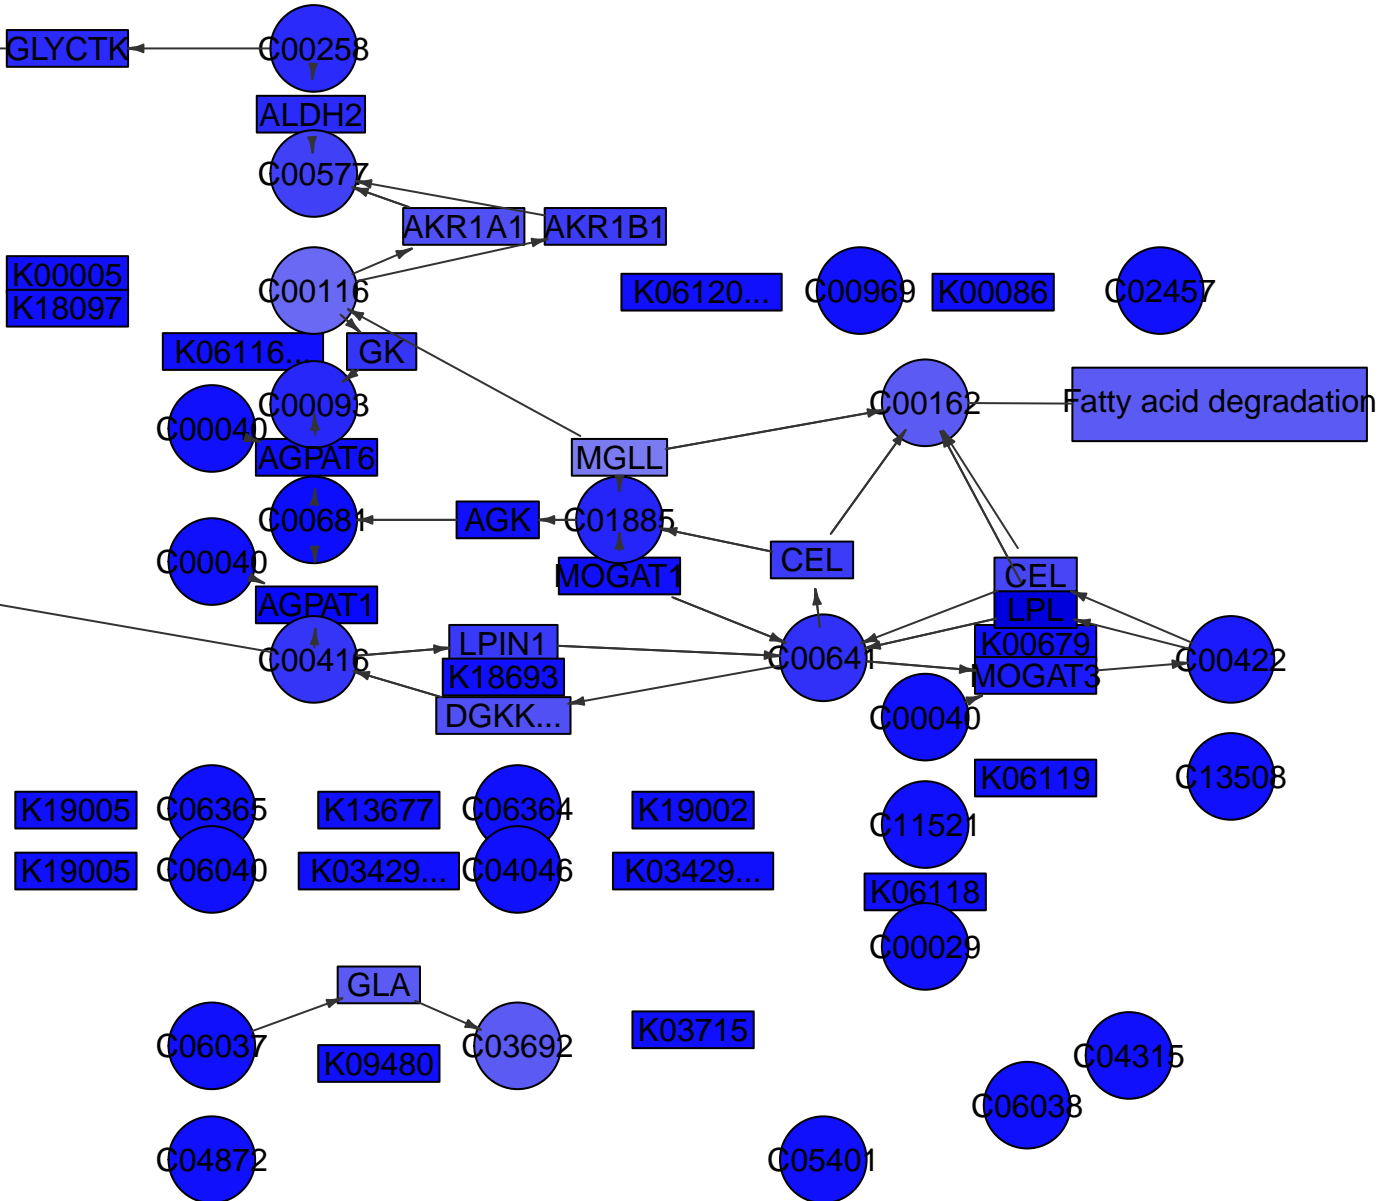 GLYCTK
C00258
ALDH2
C00577
AKR1A1
AKR1B1
K00005
K18097
C00116
K06120...
C00969
K00086
C02457
K06116...
GK
C00093
C00040
AGPAT6
C00162
Fatty acid degradation
MGLL
C00681
AGK
C01885
C00040
MOGAT1
CEL
CEL
AGPAT1
LPL
C00416
LPIN1
K18693
DGKK...
C00641
K00679
MOGAT3
C00422
C00040
K06119
C13508
K19005
C06365
K13677
C06364
K19002
C11521
K19005
C06040
K03429...
C04046
K03429...
K06118
C00029
GLA
C06037
K09480
C03692
K03715
C04315
C06038
C04872
C05401